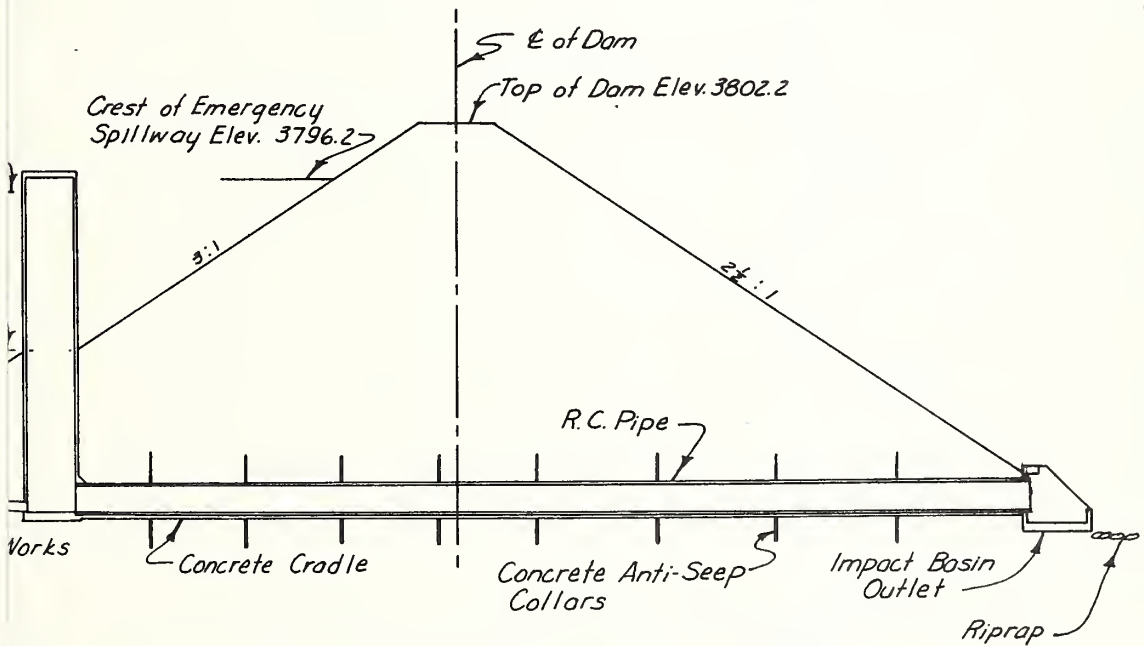 ℄ of Dam
Top of Dam Elev. 3802.2
Crest of Emergency
Spillway Elev. 3796.2
3:1
2½:1
R.C. Pipe
Works
Concrete Cradle
Concrete Anti-Seep
Collars
Impact Basin
Outlet
Riprap